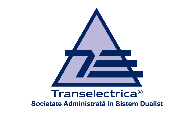 Transelectrica
Societate Administrată în Sistem Dualist